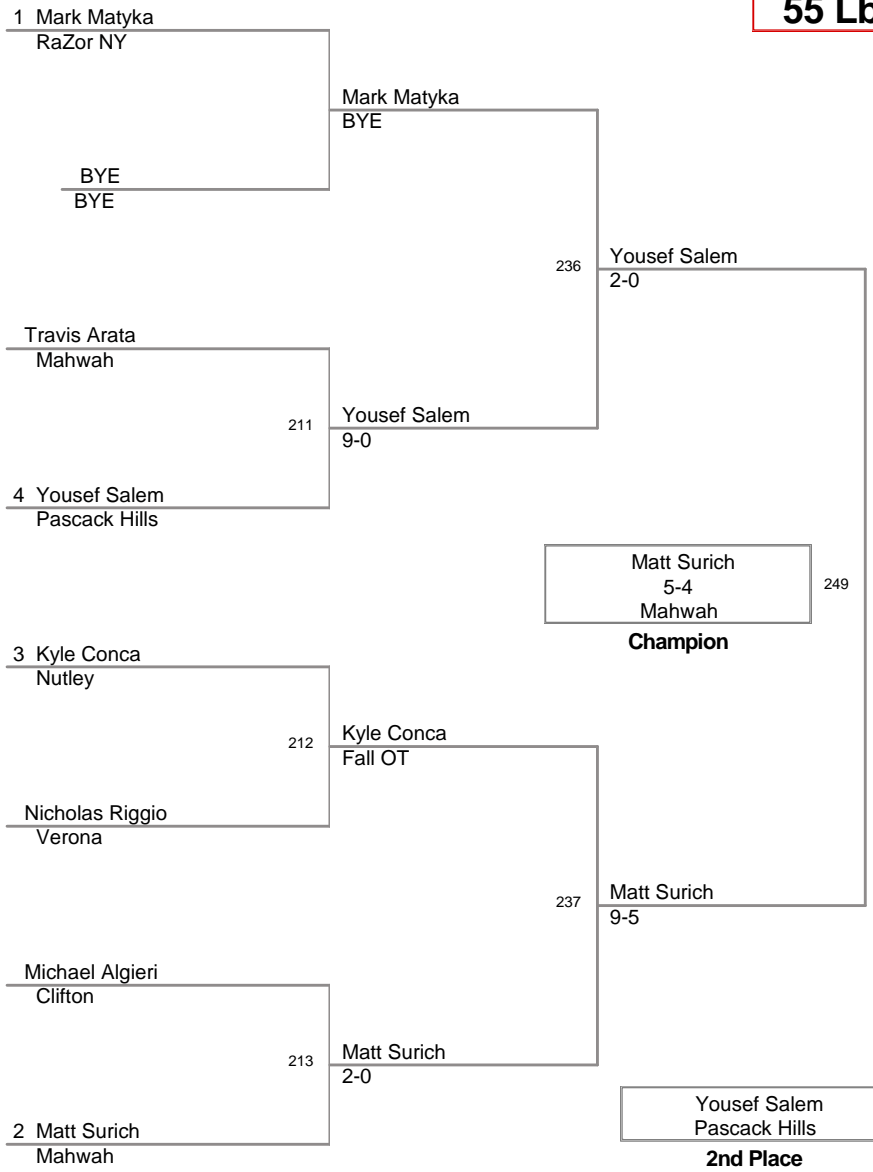 55 Lb
1 Mark Matyka
RaZor NY
Mark Matyka
BYE
BYE
BYE
236
Yousef Salem
2-0
Travis Arata
Mahwah
211
Yousef Salem
9-0
4 Yousef Salem
Pascack Hills
Matt Surich
5-4
Mahwah
249
Champion
3 Kyle Conca
Nutley
212
Kyle Conca
Fall OT
Nicholas Riggio
Verona
237
Matt Surich
9-5
Michael Algieri
Clifton
213
Matt Surich
2-0
2 Matt Surich
Mahwah
Yousef Salem
Pascack Hills
2nd Place